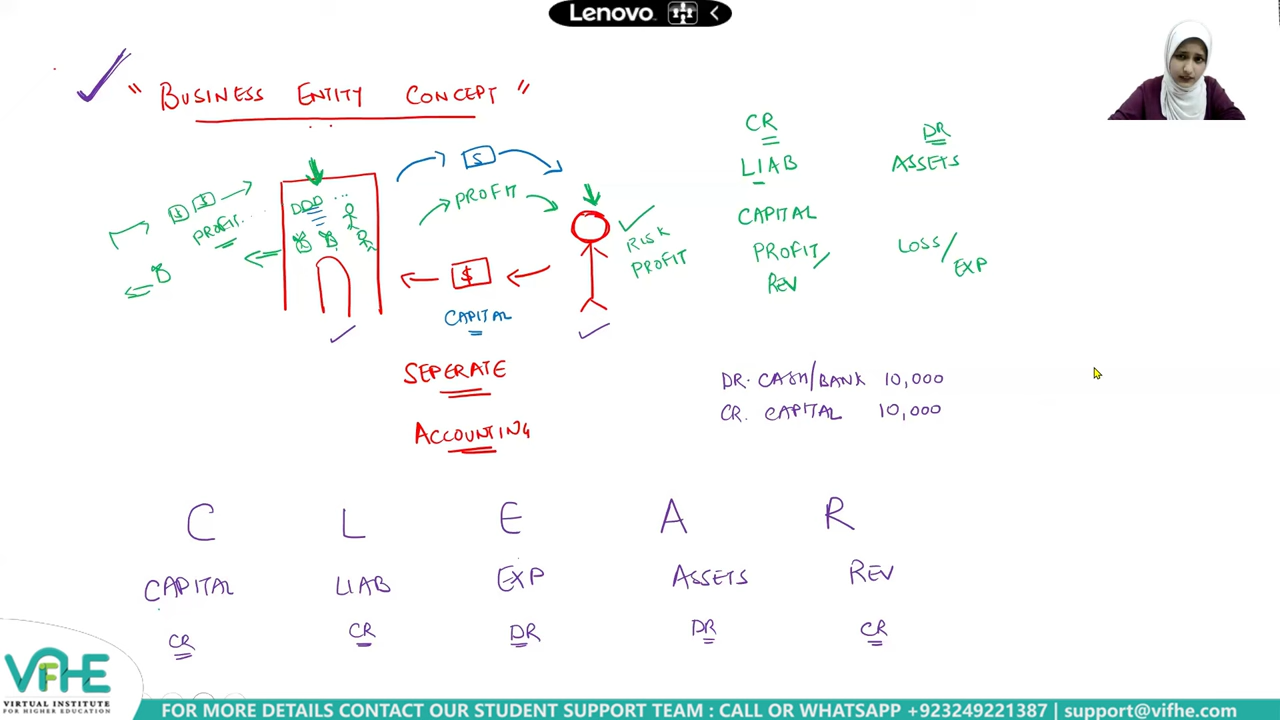 Lenovo
" BUSINESS ENTITY CONCEPT "
CR
DR
LIAB
ASSETS
CAPITAL
PROFIT/
REV
LOSS/
EXP
$
PROFIT
$ $
PROFIT..
RISK
PROFIT
$
CAPITAL
SEPERATE
ACCOUNTING
DR. CASH/BANK 10,000
CR. CAPITAL 10,000
C L E A R
CAPITAL LIAB EXP ASSETS REV
CR CR DR DR CR
VIFHE
VIRTUAL INSTITUTE
FOR HIGHER EDUCATION
FOR MORE DETAILS CONTACT OUR STUDENT SUPPORT TEAM : CALL OR WHATSAPP +923249221387 | support@vifhe.com